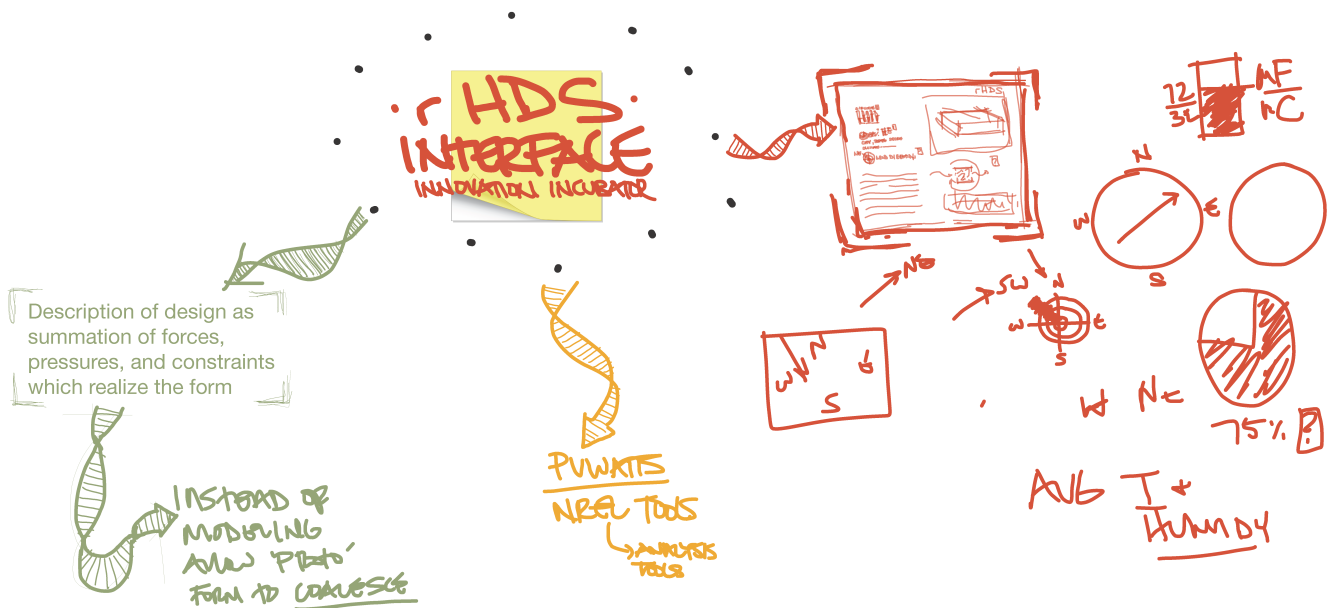 rHDS
INTERFACE
INNOVATION INCUBATOR
Description of design as
summation of forces,
pressures, and constraints
which realize the form
INSTEAD OF
MODELING
ALLOW 'PROTO'
FORM TO COALESCE
PVWATTS
NREL TOOLS
ANALYSIS
TOOLS
rHDS
72
32
°F
°C
N
W
E
S
NE
SW
N
W
E
S
W
N
S
W NE
75% ?
AVG T +
HUMIDY